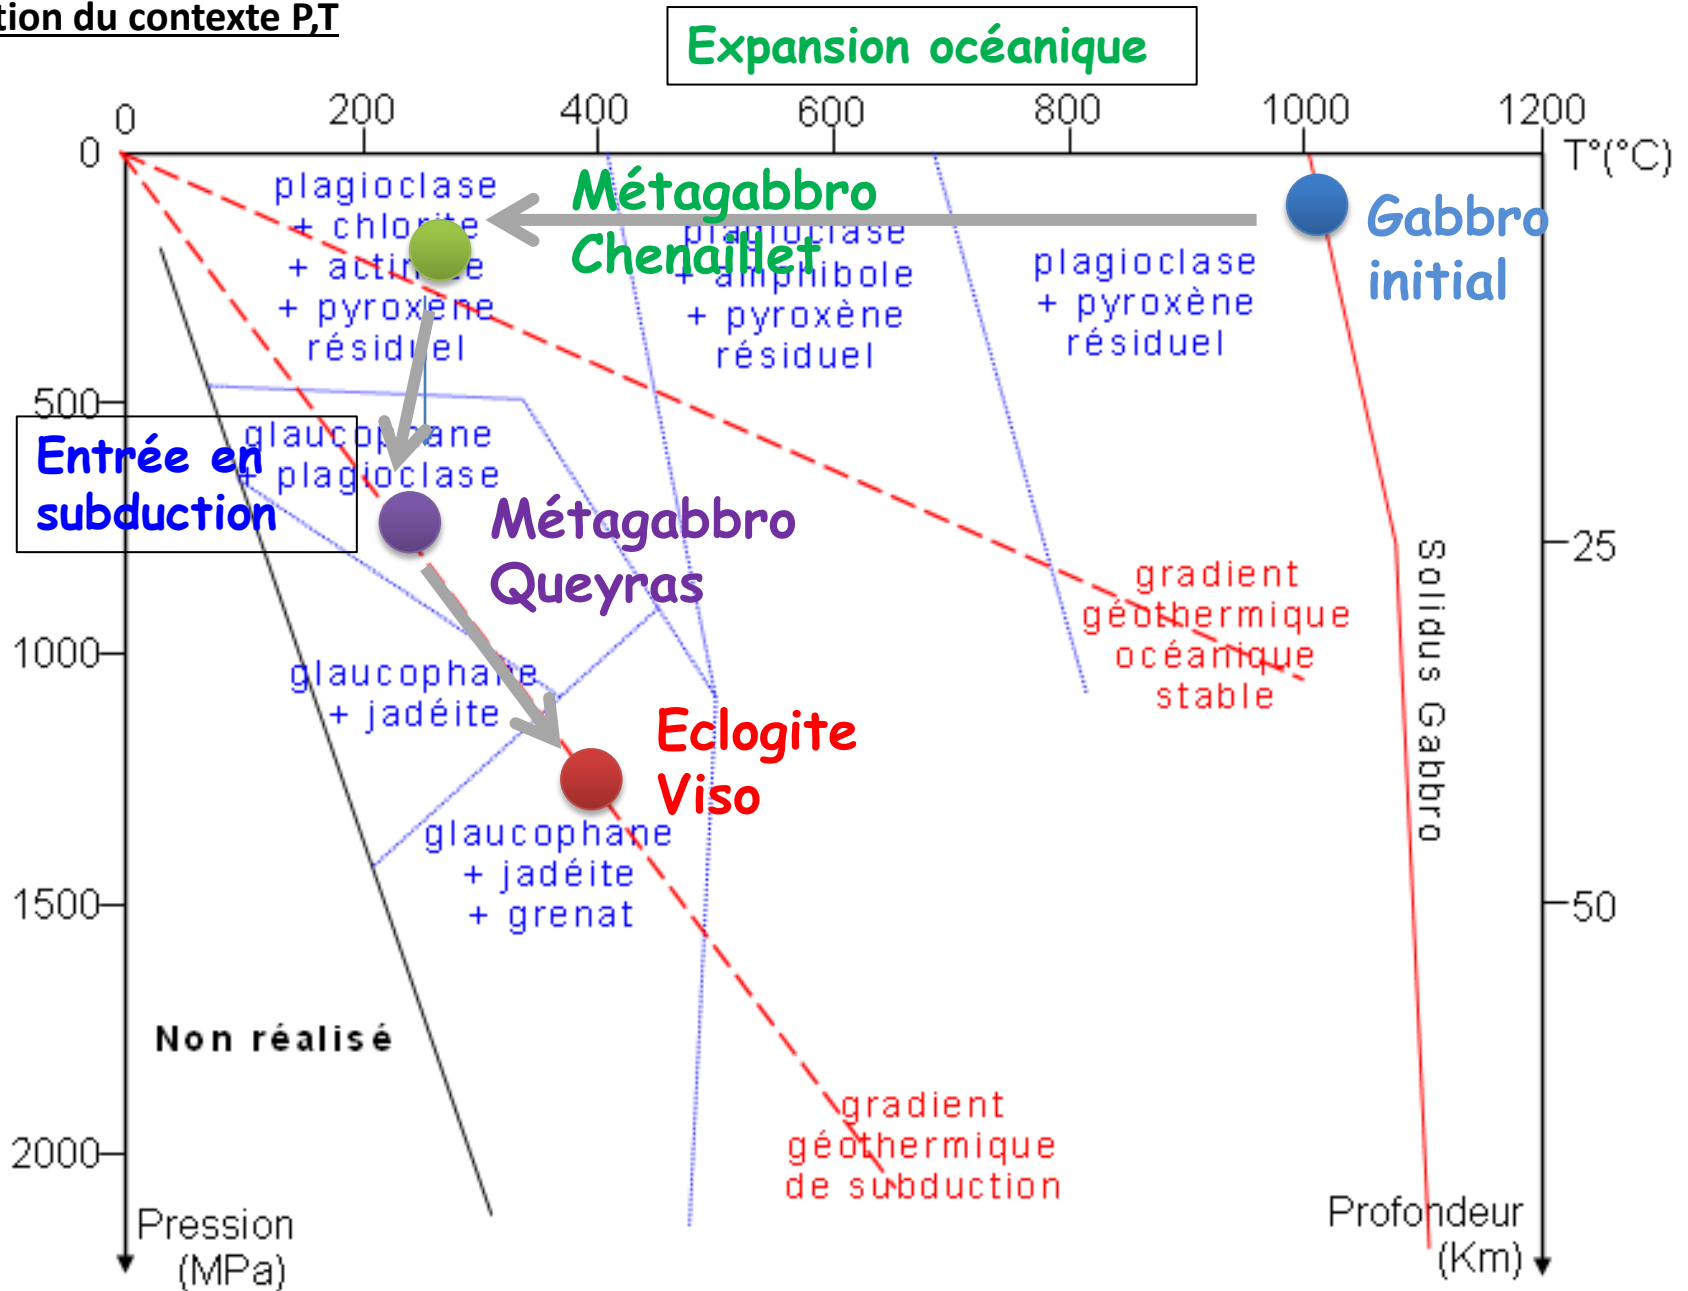 tion du contexte P,T
Expansion océanique
0 200 400 600 800 1000 1200
T°(°C)
0
500
1000
1500
2000
Pression
(MPa)
25
50
Profondeur
(Km)
plagioclase
+ chlorite
+ actinote
+ pyroxène
résiduel
Métagabbro
Chenaillet
plagioclase
+ amphibole
+ pyroxène
résiduel
plagioclase
+ pyroxène
résiduel
Gabbro
initial
Entrée en
subduction
glaucophane
+ plagioclase
Métagabbro
Queyras
glaucophane
+ jadéite
Eclogite
Viso
glaucophane
+ jadéite
+ grenat
gradient
géothermique
océanique
stable
Solidus Gabbro
Non réalisé
gradient
géothermique
de subduction